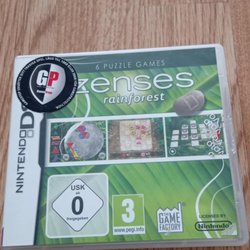 6 PUZZLE GAMES
zenses
rainforest
GP
NINTENDO DS
USK
ab
0
freigegeben
3
www.pegi.info
GAME
FACTORY
LICENSED BY
Nintendo